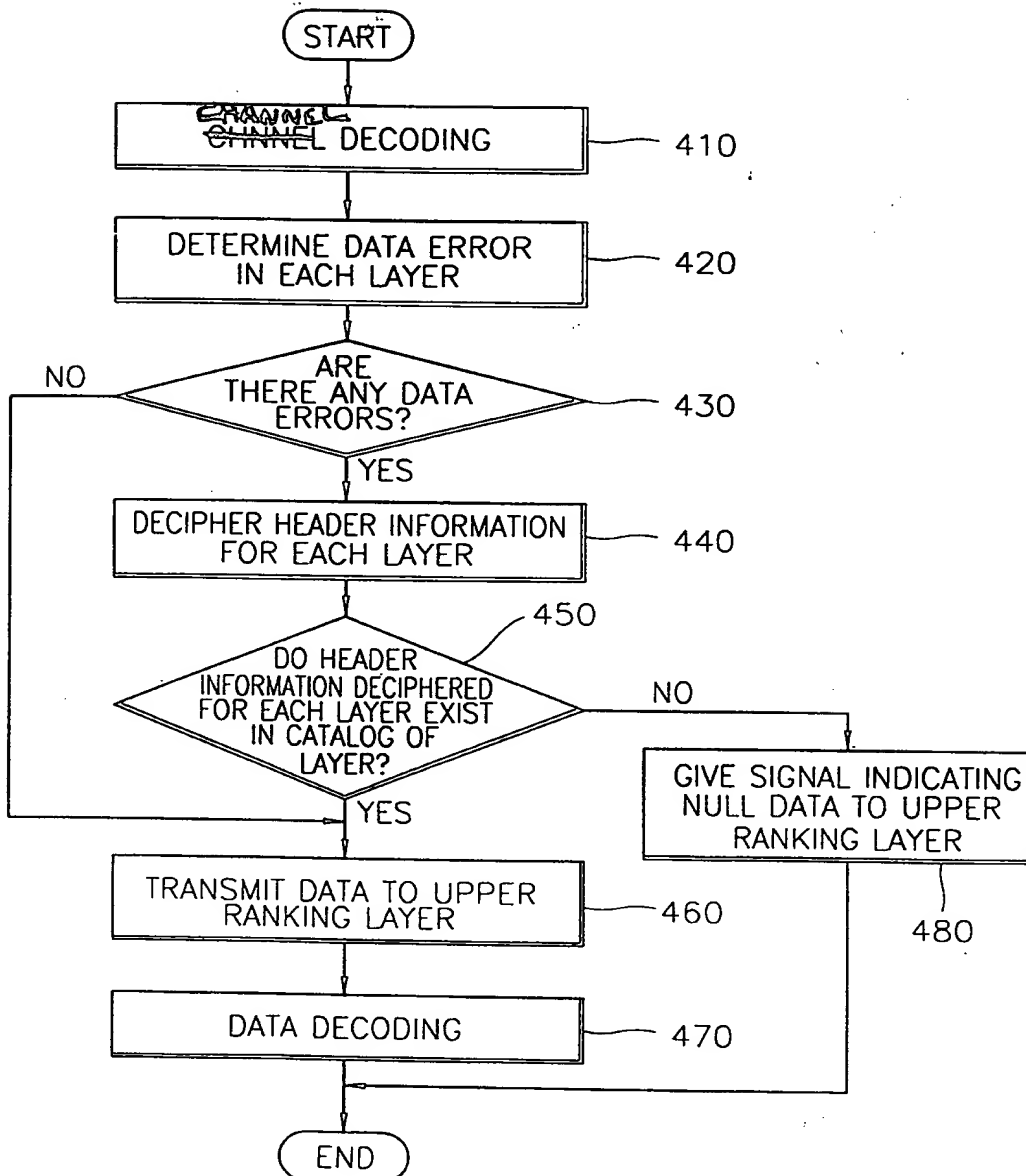 START
CHANNEL
CHNNEL DECODING
410
DETERMINE DATA ERROR
IN EACH LAYER
420
ARE
THERE ANY DATA
ERRORS?
430
NO
YES
DECIPHER HEADER INFORMATION
FOR EACH LAYER
440
450
DO HEADER
INFORMATION DECIPHERED
FOR EACH LAYER EXIST
IN CATALOG OF
LAYER?
NO
YES
GIVE SIGNAL INDICATING
NULL DATA TO UPPER
RANKING LAYER
480
TRANSMIT DATA TO UPPER
RANKING LAYER
460
DATA DECODING
470
END